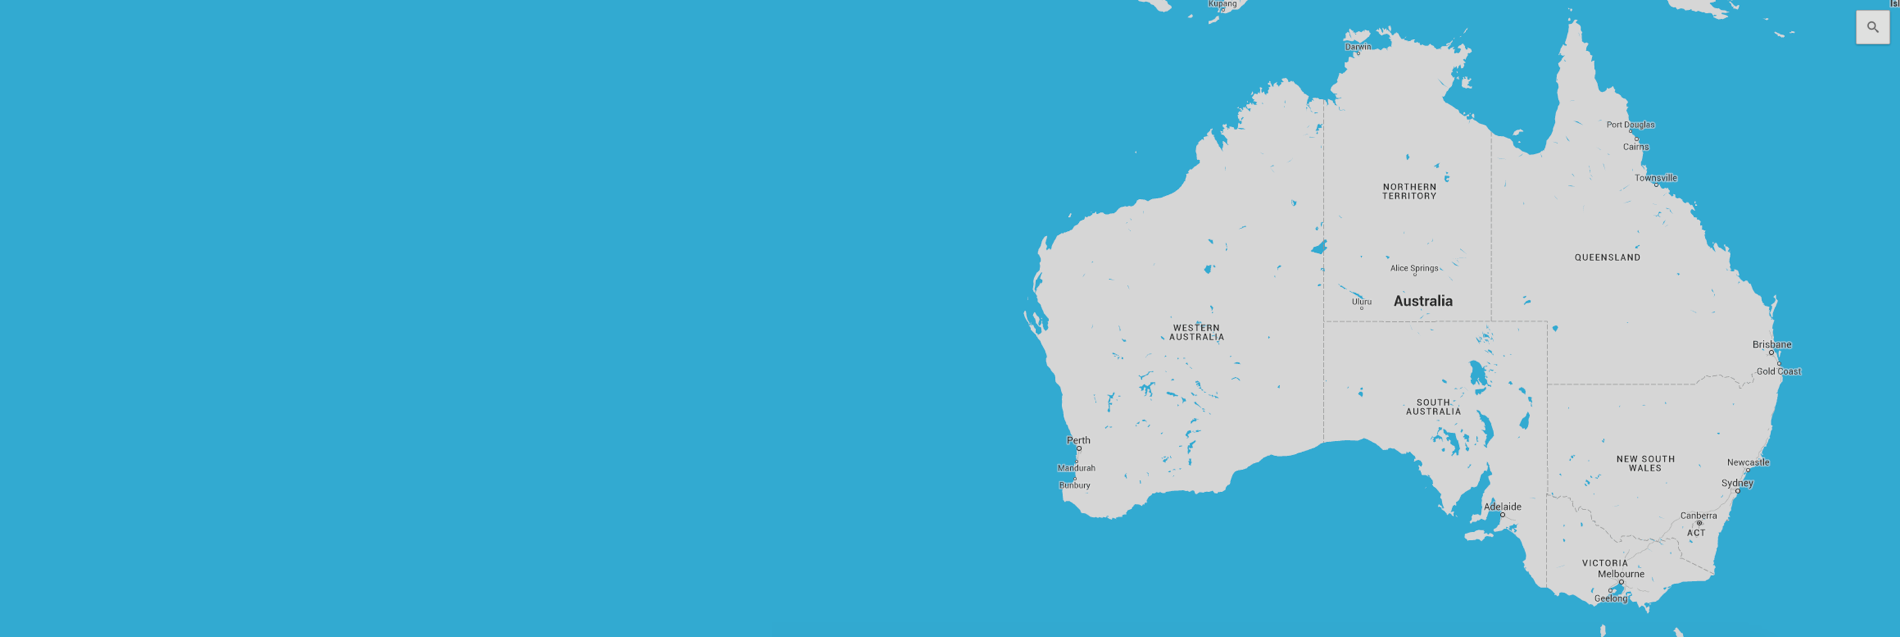 Kupang
Isl
Darwin
Port Douglas
Cairns
Townsville
NORTHERN
TERRITORY
QUEENSLAND
Alice Springs
Uluru
Australia
WESTERN
AUSTRALIA
Brisbane
Gold Coast
SOUTH
AUSTRALIA
Perth
Mandurah
Bunbury
NEW SOUTH
WALES
Newcastle
Sydney
Adelaide
Canberra
ACT
VICTORIA
Melbourne
Geelong